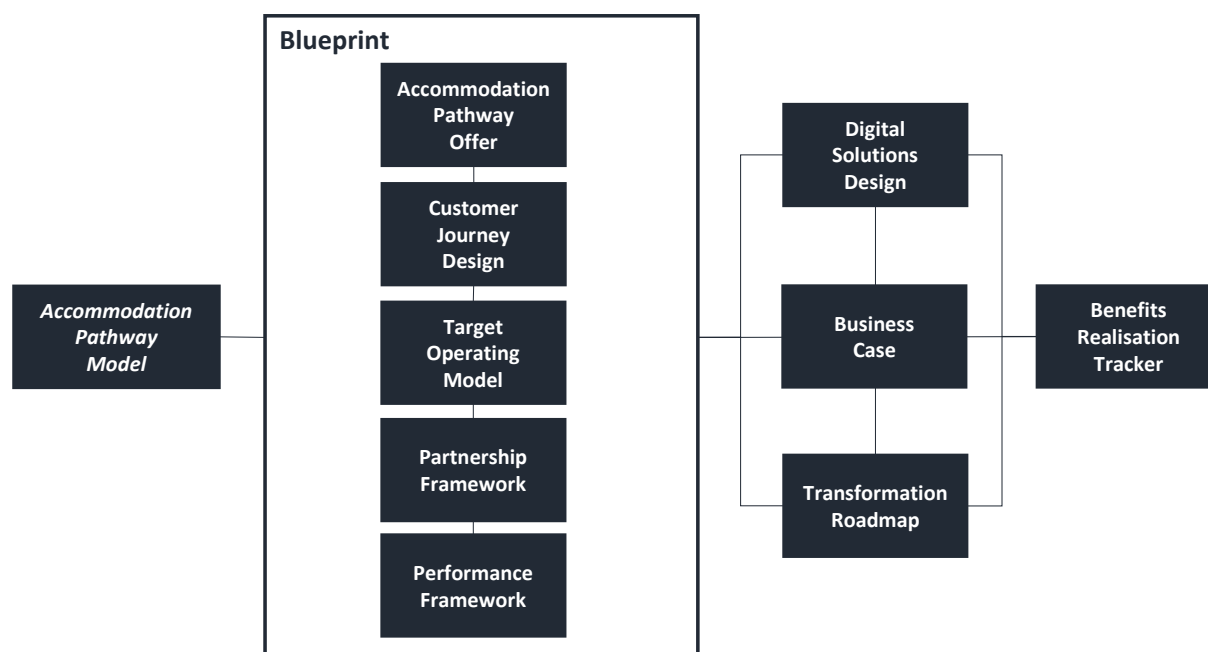 Blueprint
Accommodation
Pathway
Offer
Customer
Journey
Design
Target
Operating
Model
Partnership
Framework
Performance
Framework
Accommodation
Pathway
Model
Digital
Solutions
Design
Business
Case
Transformation
Roadmap
Benefits
Realisation
Tracker